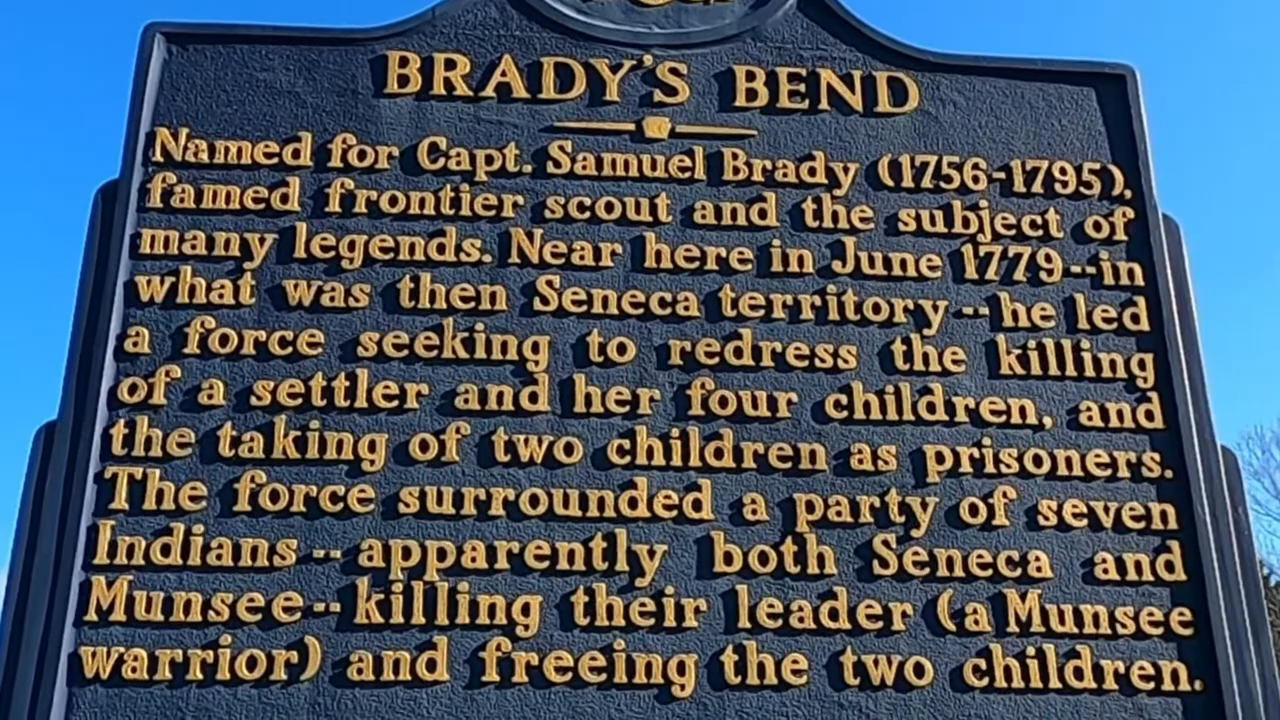 BRADY'S BEND
Named for Capt. Samuel Brady (1756-1795),
famed frontier scout and the subject of
many legends. Near here in June 1779--in
what was then Seneca territory--he led
a force seeking to redress the killing
of a settler and her four children, and
the taking of two children as prisoners.
The force surrounded a party of seven
Indians--apparently both Seneca and
Munsee--killing their leader (a Munsee
warrior) and freeing the two children.